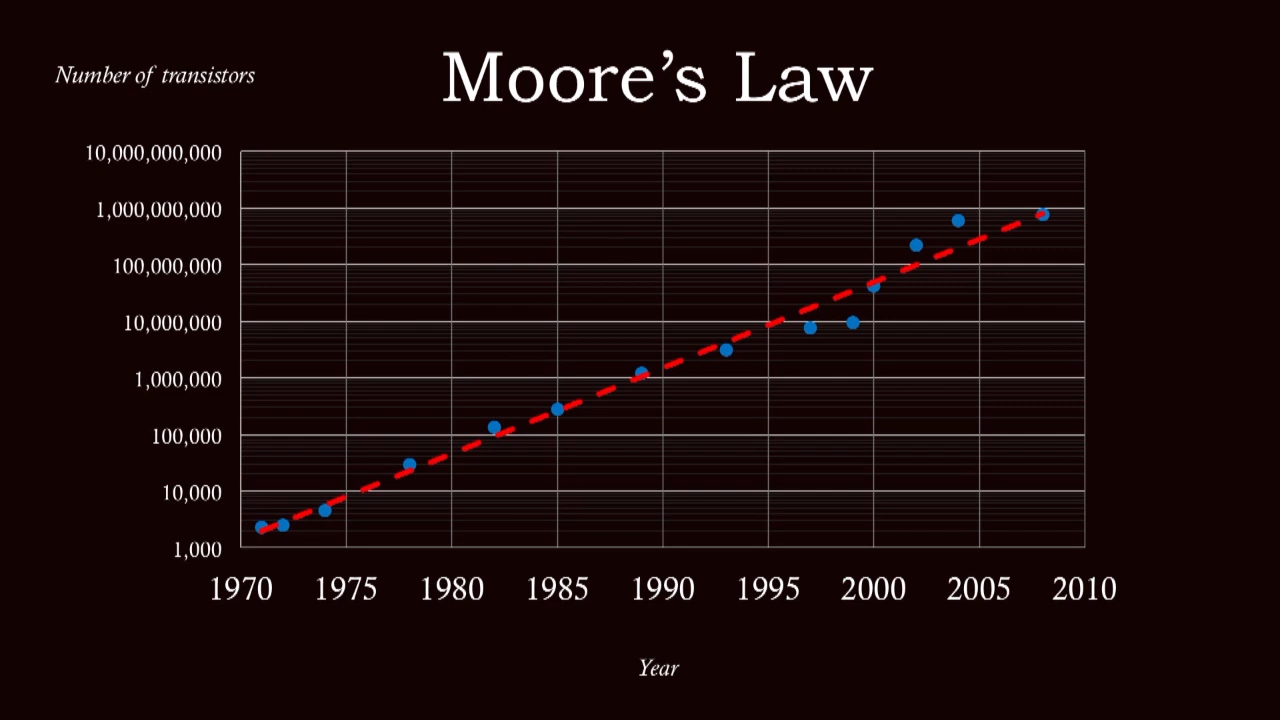 Number of transistors
Moore’s Law
10,000,000,000
1,000,000,000
100,000,000
10,000,000
1,000,000
100,000
10,000
1,000
1970 1975 1980 1985 1990 1995 2000 2005 2010
Year